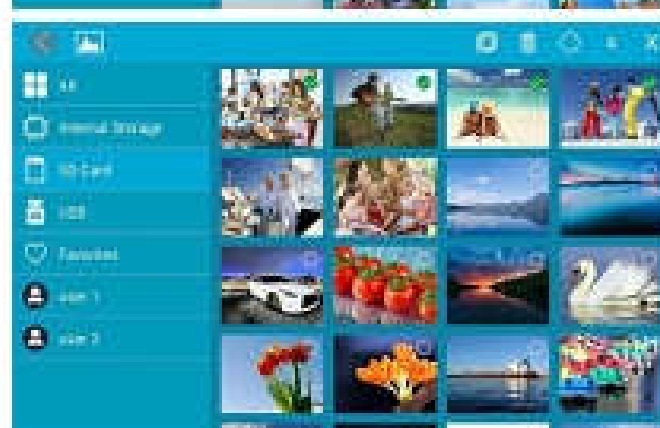 All
Internal Storage
SD Card
USB
Favorites
user 1
user 2